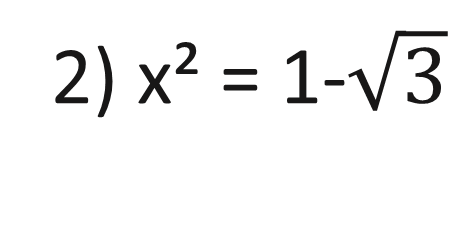 2) x² = 1-√3